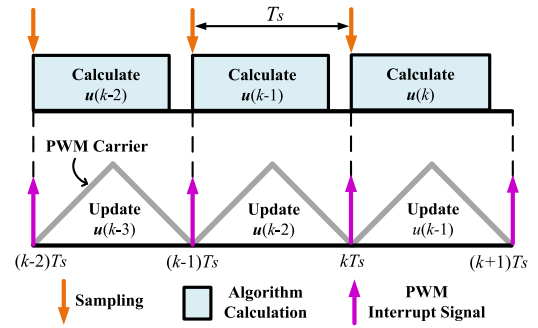 Ts
Calculate
u(k-2)
Calculate
u(k-1)
Calculate
u(k)
PWM Carrier
Update
u(k-3)
Update
u(k-2)
Update
u(k-1)
(k-2)Ts
(k-1)Ts
kTs
(k+1)Ts
Sampling
Algorithm
Calculation
PWM
Interrupt Signal